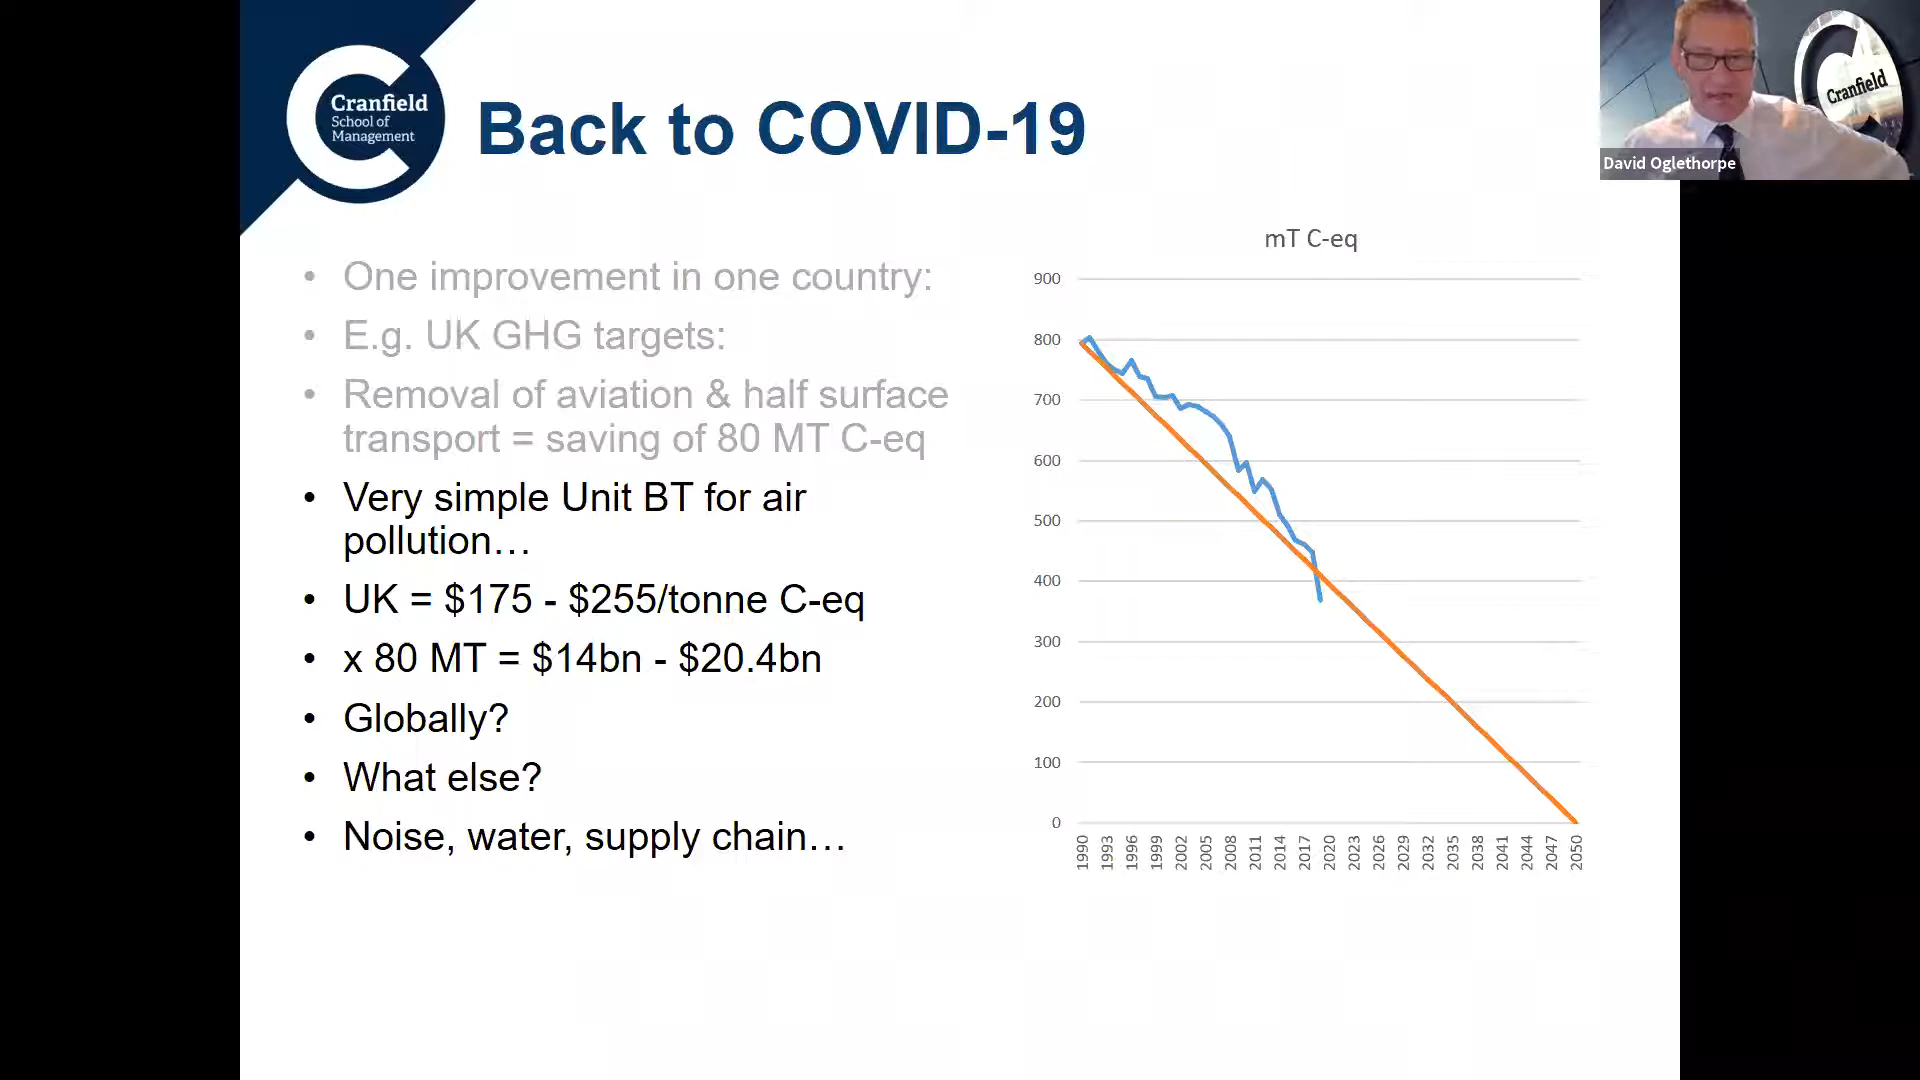 Cranfield
School of
Management
Back to COVID-19
• One improvement in one country:
• E.g. UK GHG targets:
• Removal of aviation & half surface
transport = saving of 80 MT C-eq
• Very simple Unit BT for air
pollution…
• UK = $175 - $255/tonne C-eq
• x 80 MT = $14bn - $20.4bn
• Globally?
• What else?
• Noise, water, supply chain…
mT C-eq
900
800
700
600
500
400
300
200
100
0
1990 1993 1996 1999 2002 2005 2008 2011 2014 2017 2020 2023 2026 2029 2032 2035 2038 2041 2044 2047 2050
Cranfield
David Oglethorpe